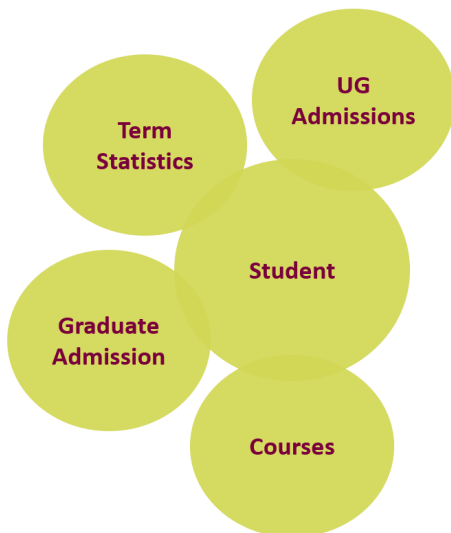 UG
Admissions
Term
Statistics
Student
Graduate
Admission
Courses